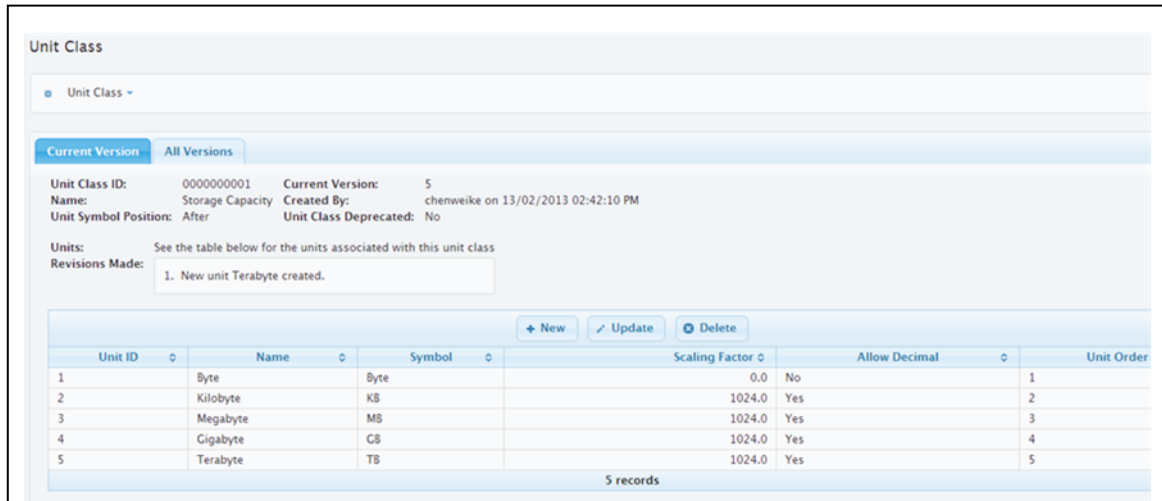 Unit Class
Unit Class
Current Version All Versions
Unit Class ID: 0000000001 Current Version: 5
Name: Storage Capacity Created By: chenweike on 13/02/2013 02:42:10 PM
Unit Symbol Position: After Unit Class Deprecated: No
Units: See the table below for the units associated with this unit class
Revisions Made:
1. New unit Terabyte created.
New Update Delete
Unit ID Name Symbol Scaling Factor Allow Decimal Unit Order
1 Byte Byte 0.0 No 1
2 Kilobyte KB 1024.0 Yes 2
3 Megabyte MB 1024.0 Yes 3
4 Gigabyte GB 1024.0 Yes 4
5 Terabyte TB 1024.0 Yes 5
5 records